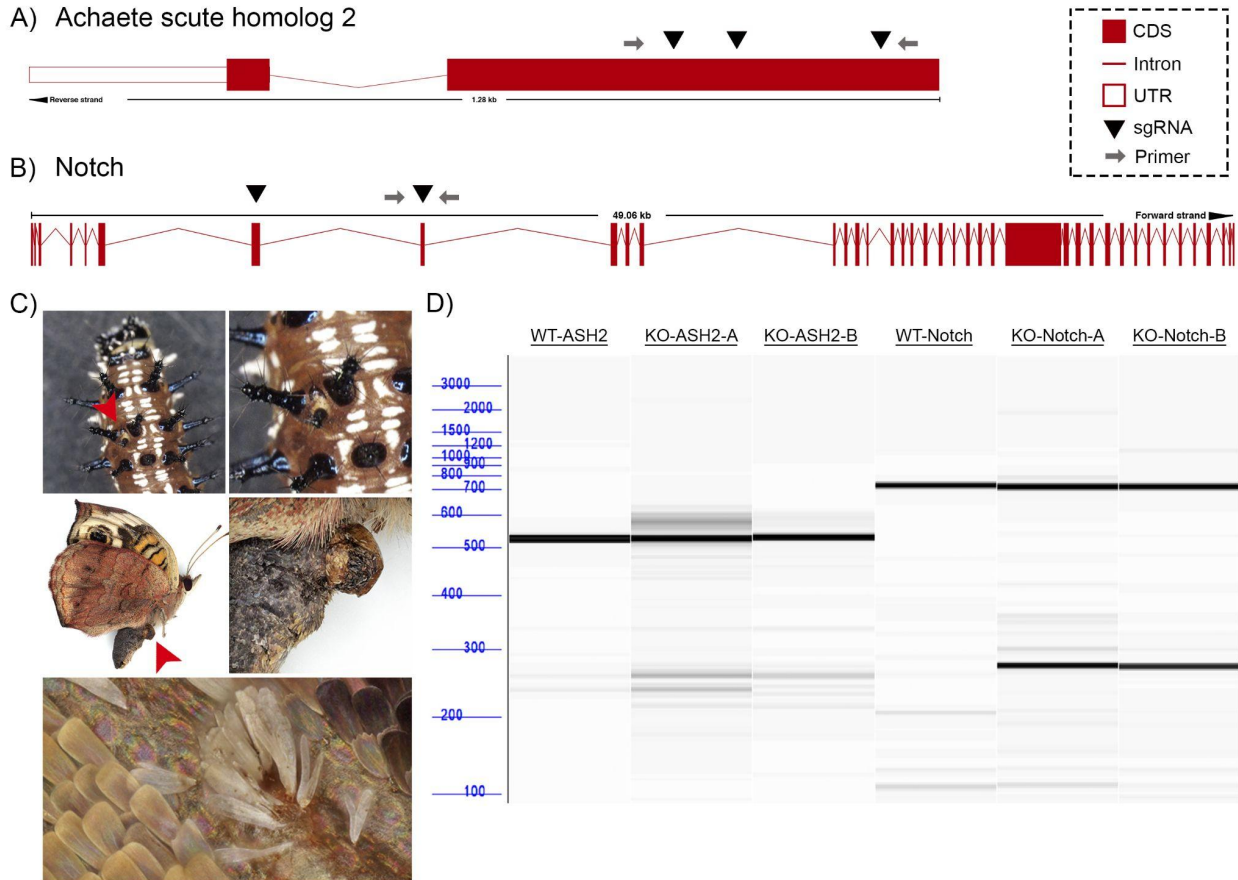 A) Achaete scute homolog 2
Reverse strand
1.28 kb
CDS
Intron
UTR
sgRNA
Primer
B) Notch
49.06 kb
Forward strand
C)
D)
WT-ASH2 KO-ASH2-A KO-ASH2-B WT-Notch KO-Notch-A KO-Notch-B
3000
2000
1500
1200
1000
900
800
700
600
500
400
300
200
100